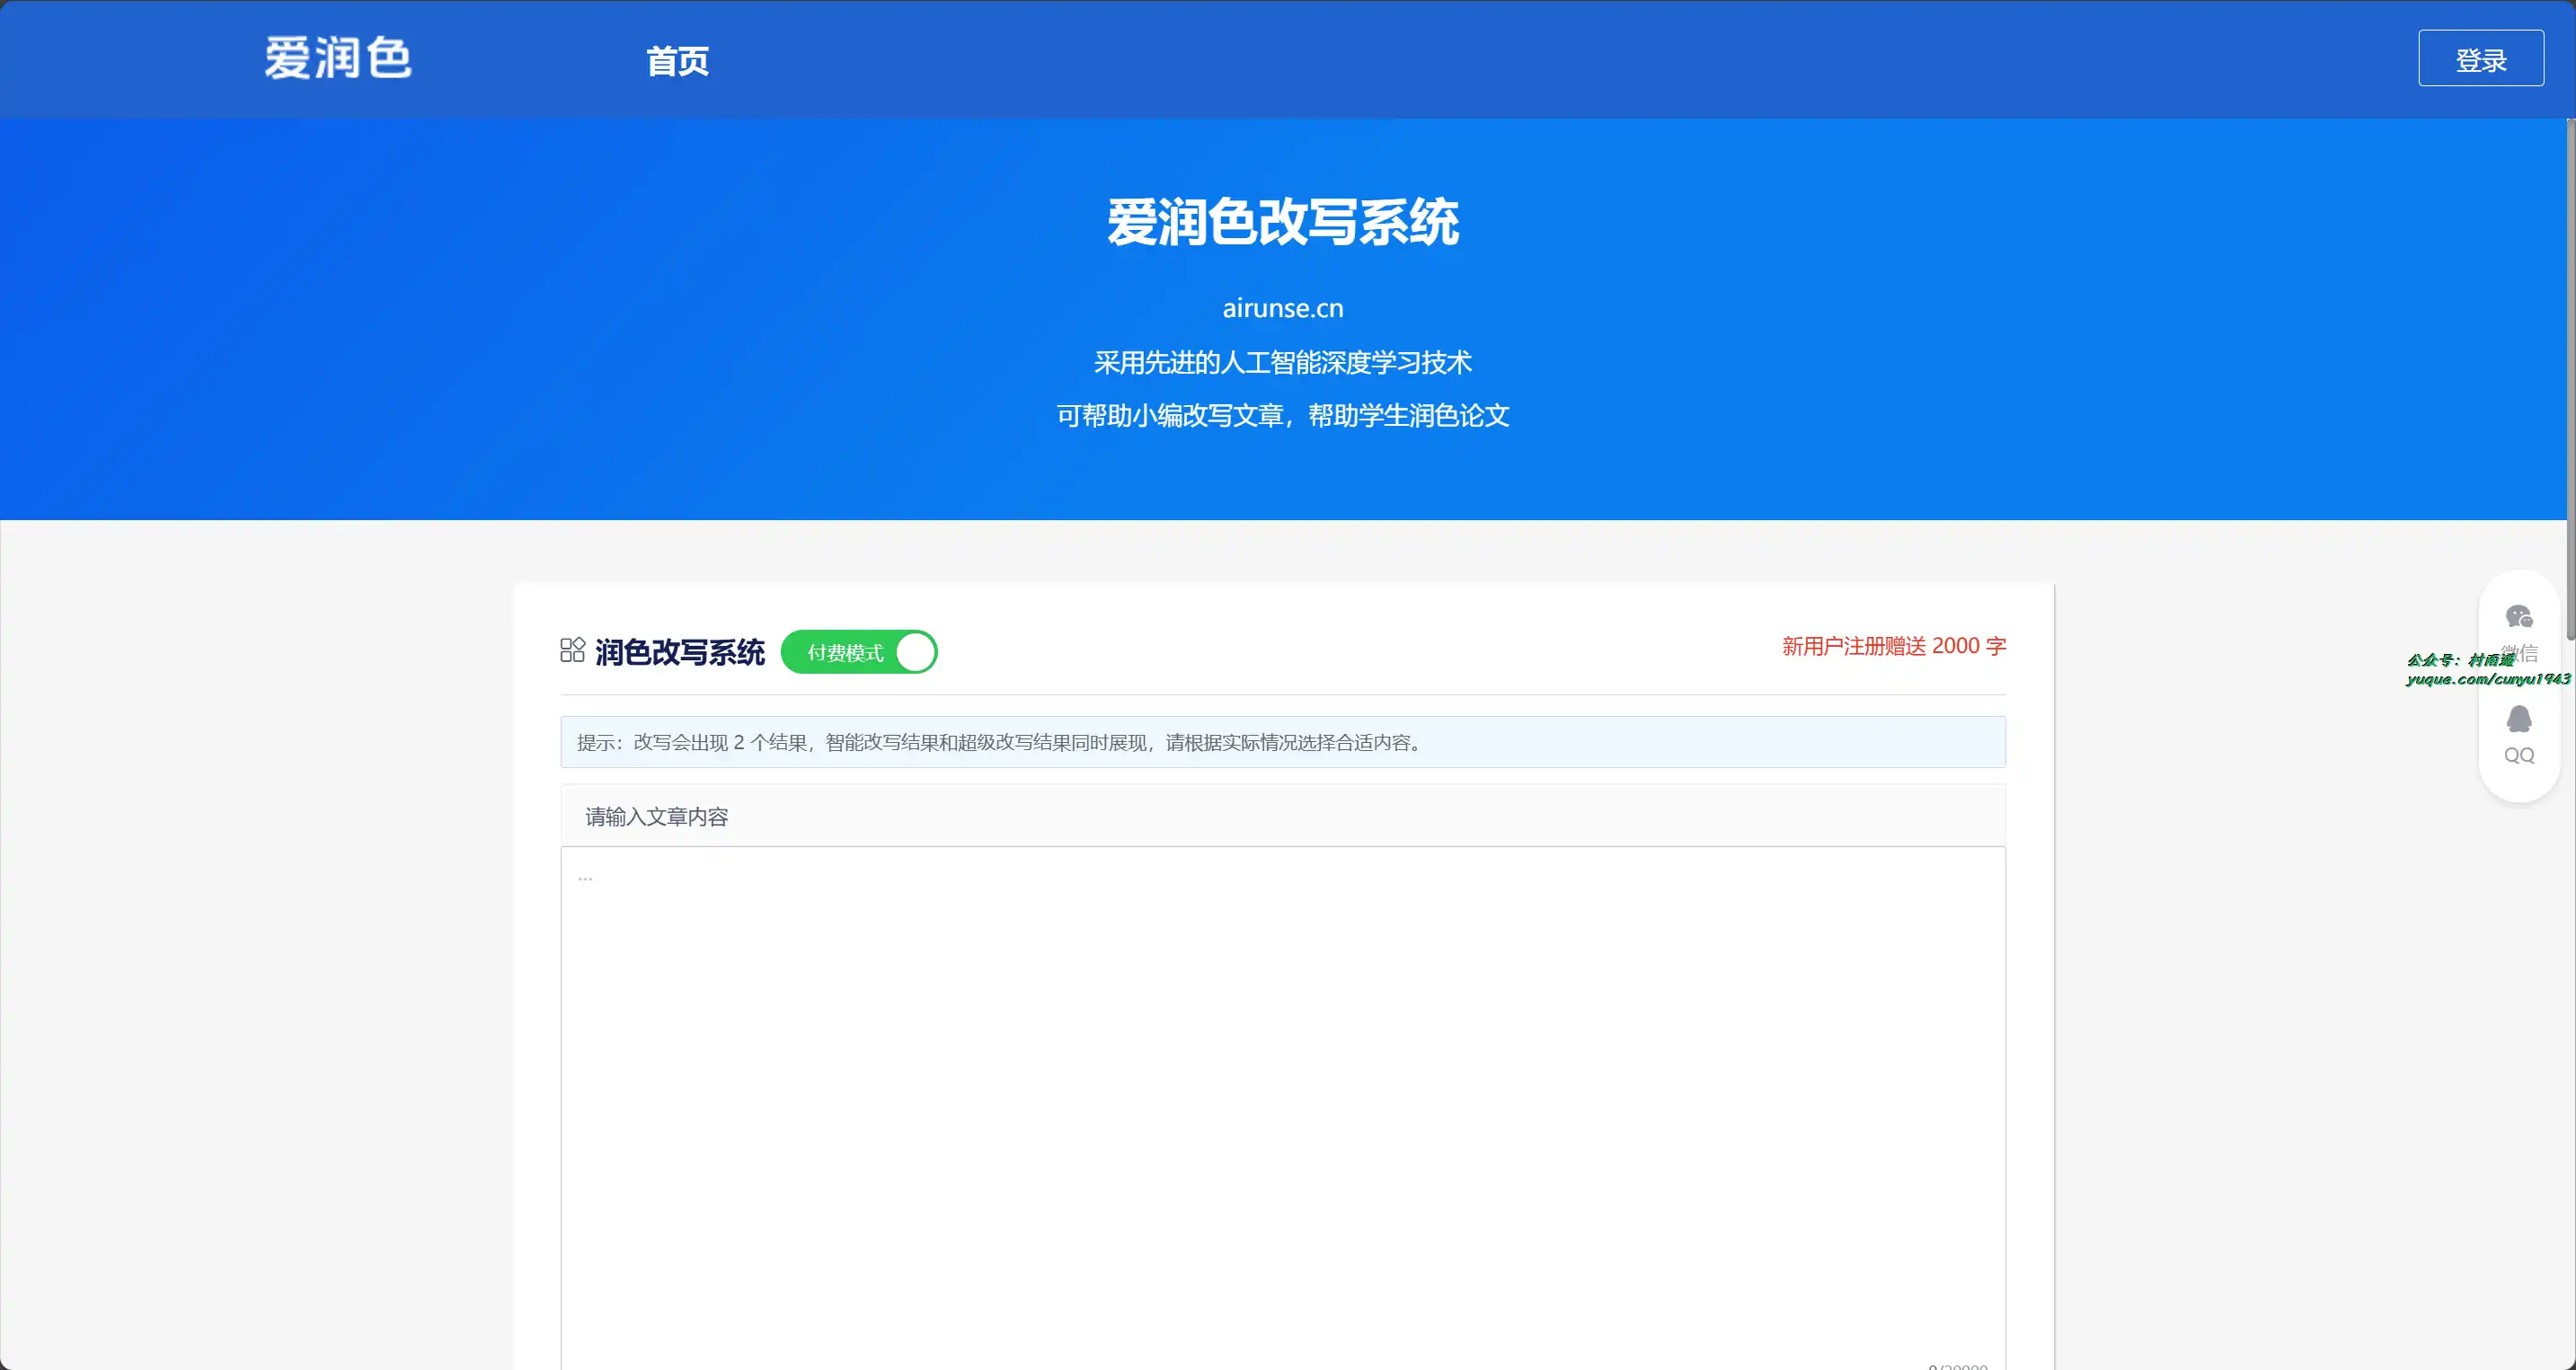 爱润色
首页
登录
爱润色改写系统
airunse.cn
采用先进的人工智能深度学习技术
可帮助小编改写文章，帮助学生润色论文
润色改写系统
付费模式
新用户注册赠送 2000 字
提示：改写会出现 2 个结果，智能改写结果和超级改写结果同时展现，请根据实际情况选择合适内容。
请输入文章内容
...
微信
公众号：村雨遥
yuque.com/cunyu1943
QQ